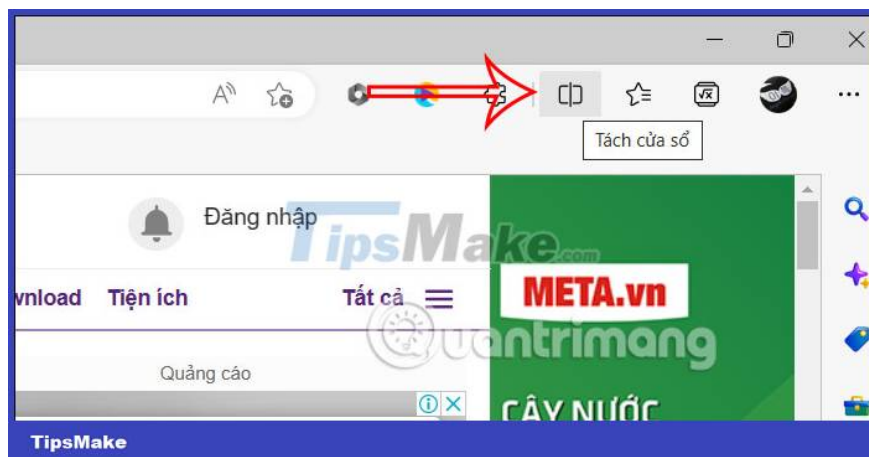 Tách cửa sổ
Đăng nhập
TipsMake.com
META.vn
wnload Tiện ích Tất cả
Quantrimang
Quảng cáo
CÂY NƯỚC
TipsMake